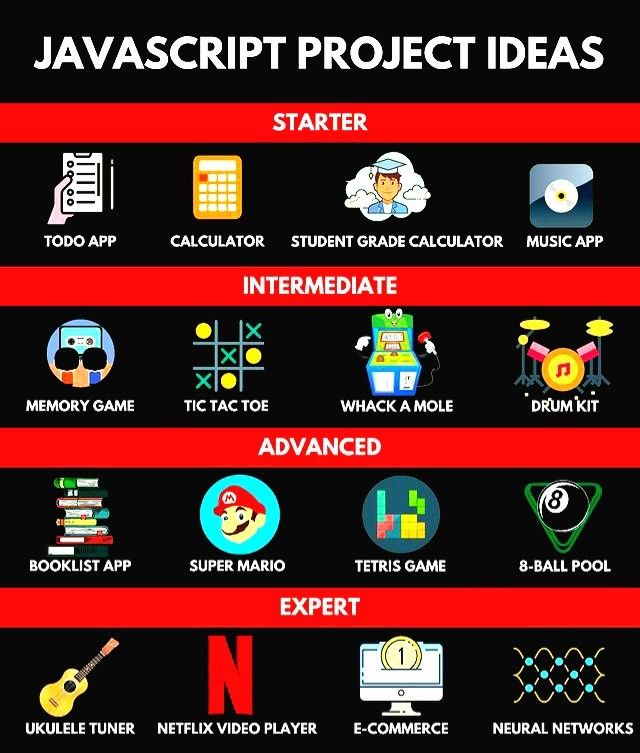 JAVASCRIPT PROJECT IDEAS
STARTER
TODO APP
CALCULATOR
STUDENT GRADE CALCULATOR
MUSIC APP
INTERMEDIATE
MEMORY GAME
TIC TAC TOE
WHACK A MOLE
DRUM KIT
ADVANCED
M
8
BOOKLIST APP
SUPER MARIO
TETRIS GAME
8-BALL POOL
EXPERT
N
1
UKULELE TUNER
NETFLIX VIDEO PLAYER
E-COMMERCE
NEURAL NETWORKS